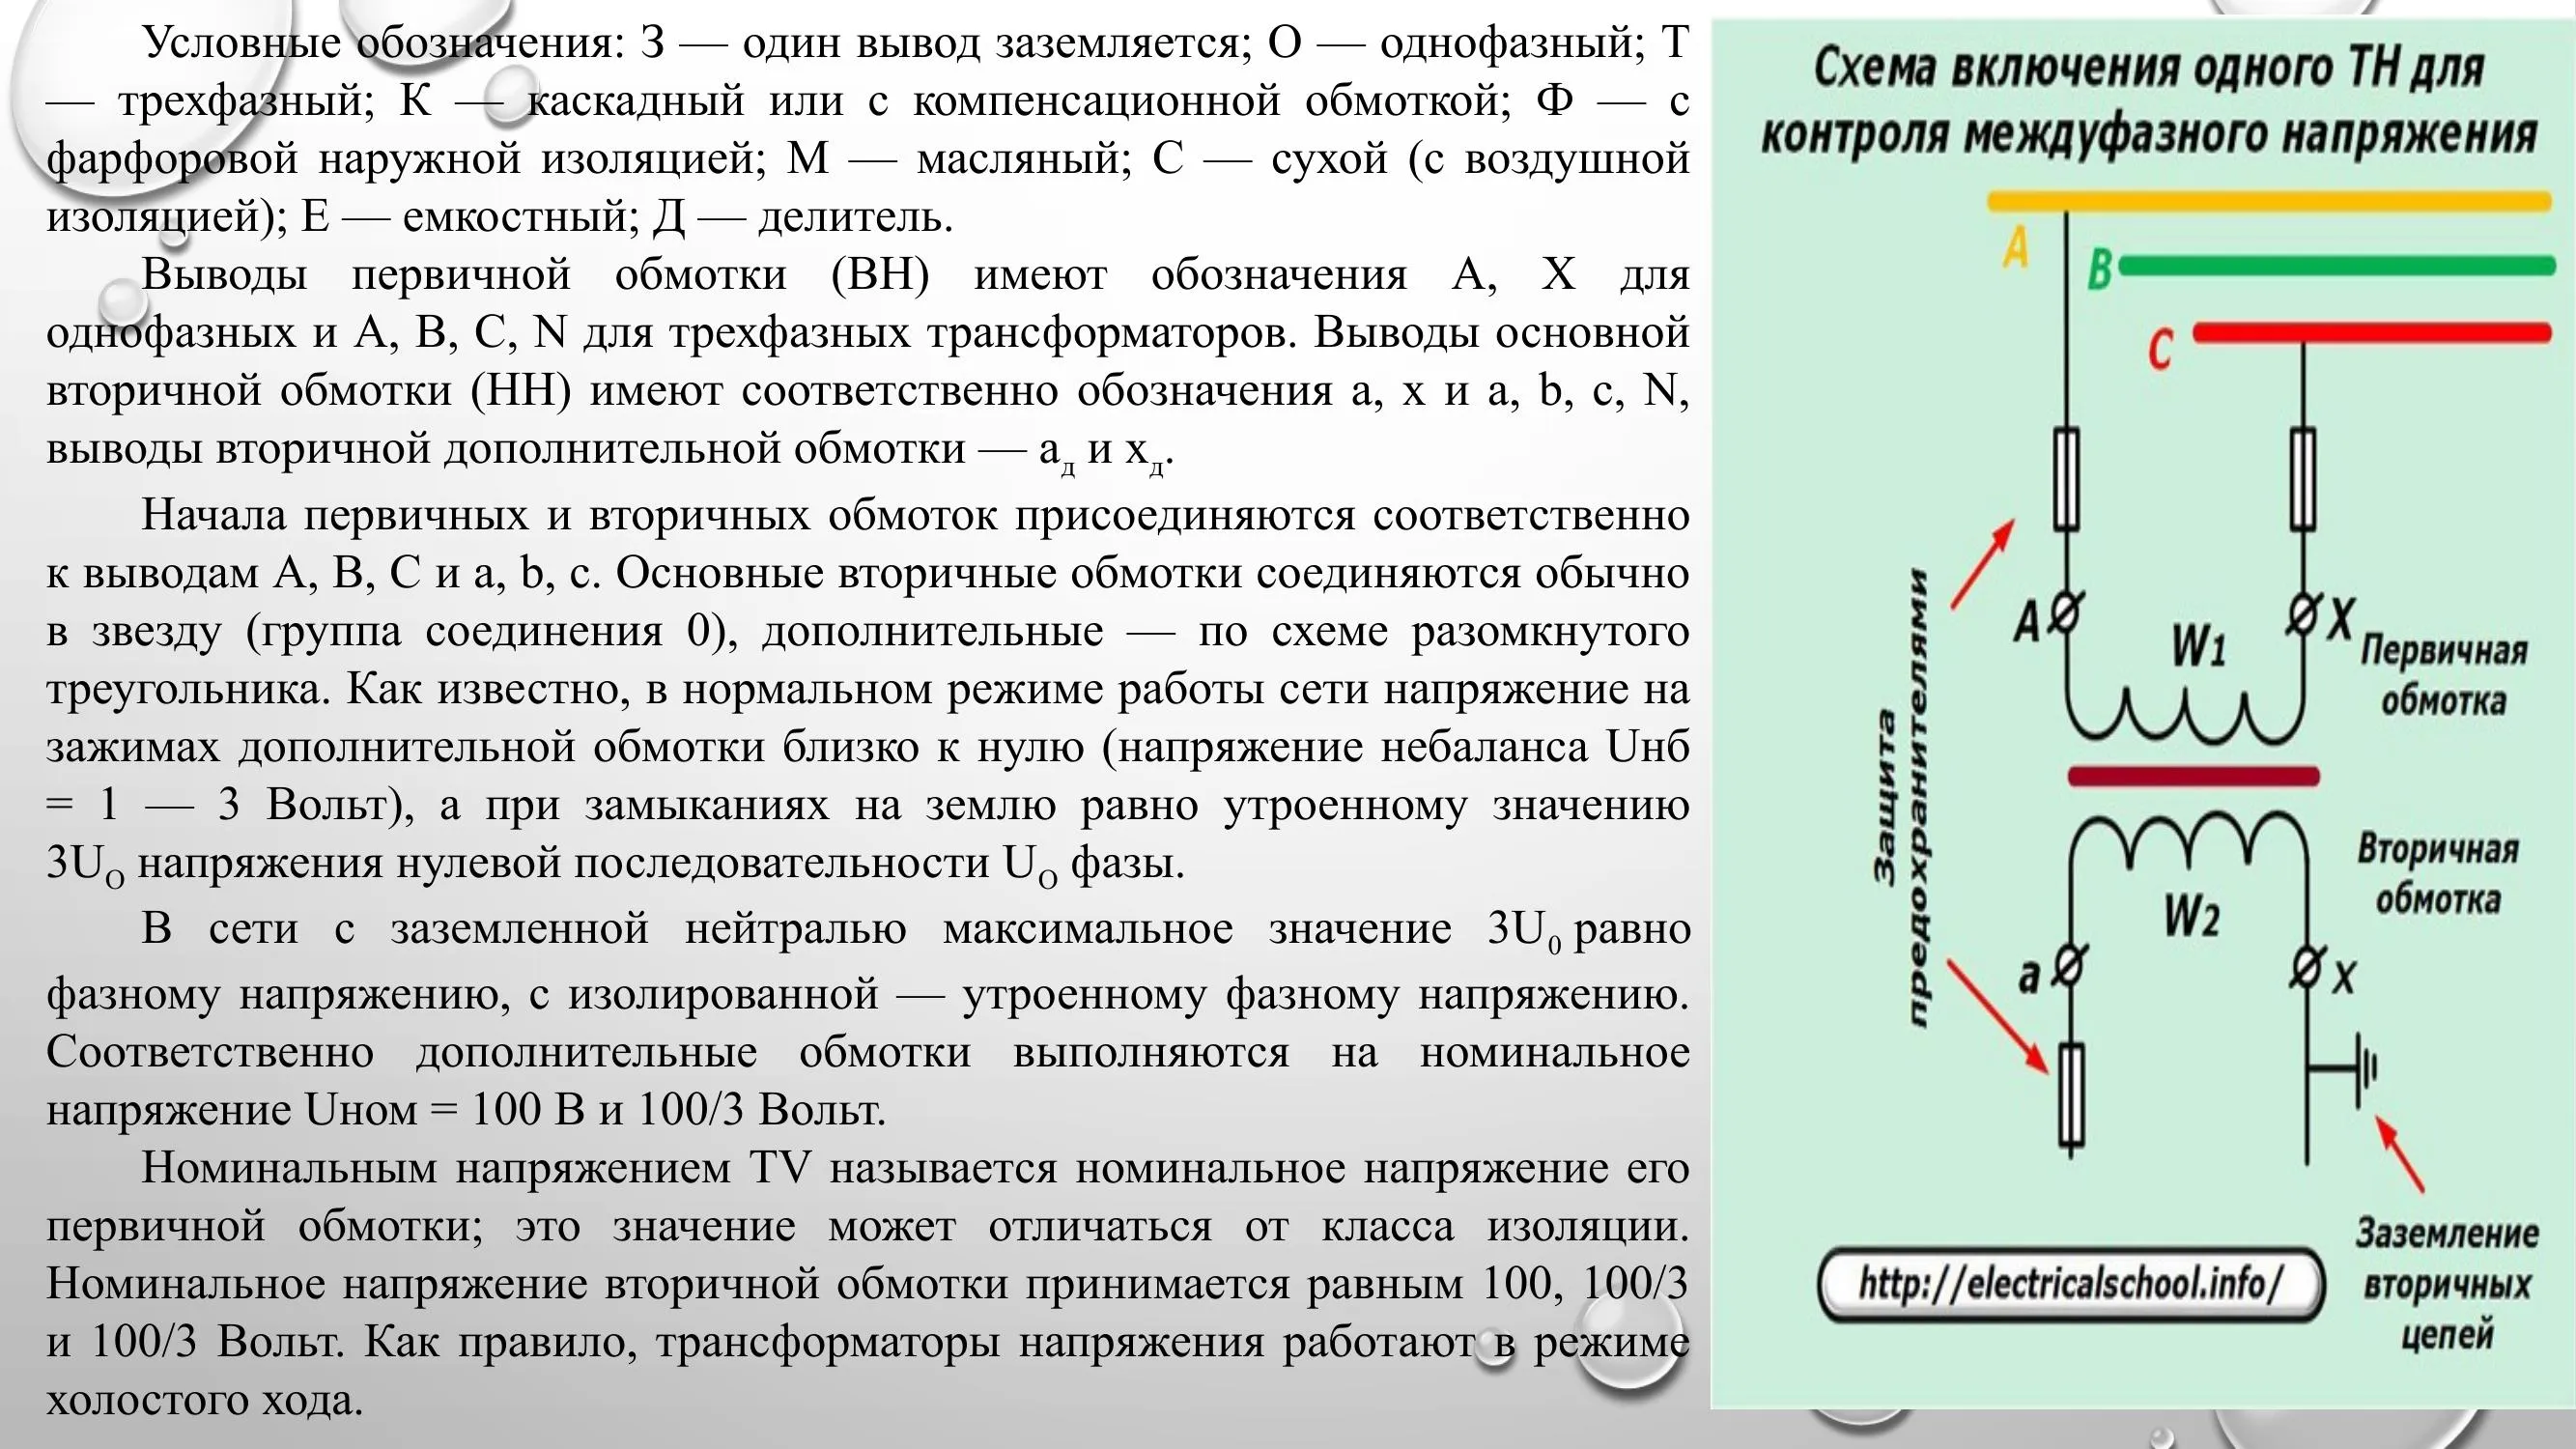 Условные обозначения: З — один вывод заземляется; О — однофазный; Т
— трехфазный; К — каскадный или с компенсационной обмоткой; Ф — с
фарфоровой наружной изоляцией; М — масляный; С — сухой (с воздушной
изоляцией); Е — емкостный; Д — делитель.
Выводы первичной обмотки (ВН) имеют обозначения А, Х для
однофазных и А, В, С, N для трехфазных трансформаторов. Выводы основной
вторичной обмотки (НН) имеют соответственно обозначения а, х и а, b, с, N,
выводы вторичной дополнительной обмотки — ад и хд.
Начала первичных и вторичных обмоток присоединяются соответственно
к выводам А, В, С и а, b, с. Основные вторичные обмотки соединяются обычно
в звезду (группа соединения 0), дополнительные — по схеме разомкнутого
треугольника. Как известно, в нормальном режиме работы сети напряжение на
зажимах дополнительной обмотки близко к нулю (напряжение небаланса Uнб
= 1 — 3 Вольт), а при замыканиях на землю равно утроенному значению
3UО напряжения нулевой последовательности UО фазы.
В сети с заземленной нейтралью максимальное значение 3U0 равно
фазному напряжению, с изолированной — утроенному фазному напряжению.
Соответственно дополнительные обмотки выполняются на номинальное
напряжение Uном = 100 В и 100/3 Вольт.
Номинальным напряжением TV называется номинальное напряжение его
первичной обмотки; это значение может отличаться от класса изоляции.
Номинальное напряжение вторичной обмотки принимается равным 100, 100/3
и 100/3 Вольт. Как правило, трансформаторы напряжения работают в режиме
холостого хода.
Схема включения одного ТН для
контроля междуфазного напряжения
A
B
C
Защита
предохранителями
A
W1
X
Первичная
обмотка
Вторичная
обмотка
W2
a
x
Заземление
вторичных
цепей
http://electricalschool.info/